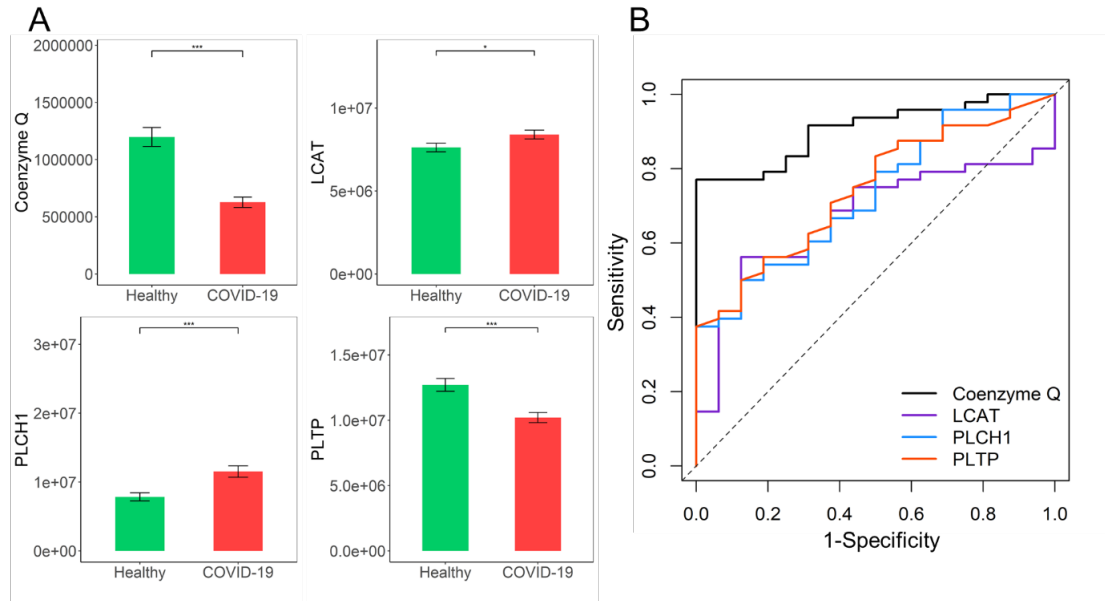 A
Coenzyme Q
2000000
1500000
1000000
500000
0
***
Healthy COVID-19
LCAT
1e+07
5e+06
0e+00
*
Healthy COVID-19
PLCH1
3e+07
2e+07
1e+07
0e+00
***
Healthy COVID-19
PLTP
1.5e+07
1.0e+07
5.0e+06
0.0e+00
***
Healthy COVID-19
B
Sensitivity
1.0
0.8
0.6
0.4
0.2
0.0
Coenzyme Q
LCAT
PLCH1
PLTP
0.0 0.2 0.4 0.6 0.8 1.0
1-Specificity